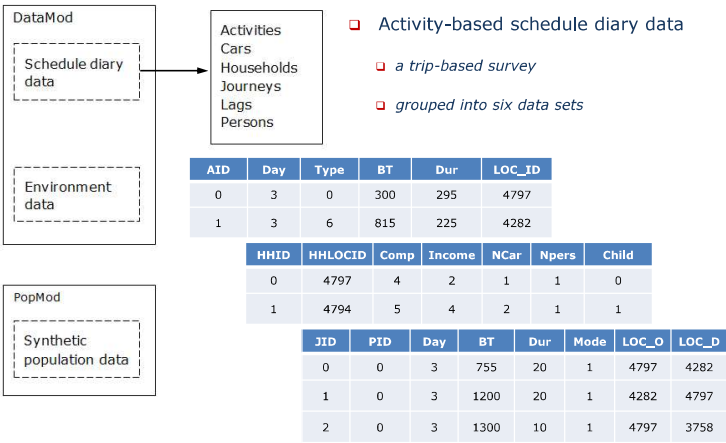 DataMod
Schedule diary
data
Environment
data
PopMod
Synthetic
population data
Activities
Cars
Households
Journeys
Lags
Persons
Activity-based schedule diary data
a trip-based survey
grouped into six data sets
AID Day Type BT Dur LOC_ID
0 3 0 300 295 4797
1 3 6 815 225 4282
HHID HHLOCID Comp Income NCar Npers Child
0 4797 4 2 1 1 0
1 4794 5 4 2 1 1
JID PID Day BT Dur Mode LOC_O LOC_D
0 0 3 755 20 1 4797 4282
1 0 3 1200 20 1 4282 4797
2 0 3 1300 10 1 4797 3758